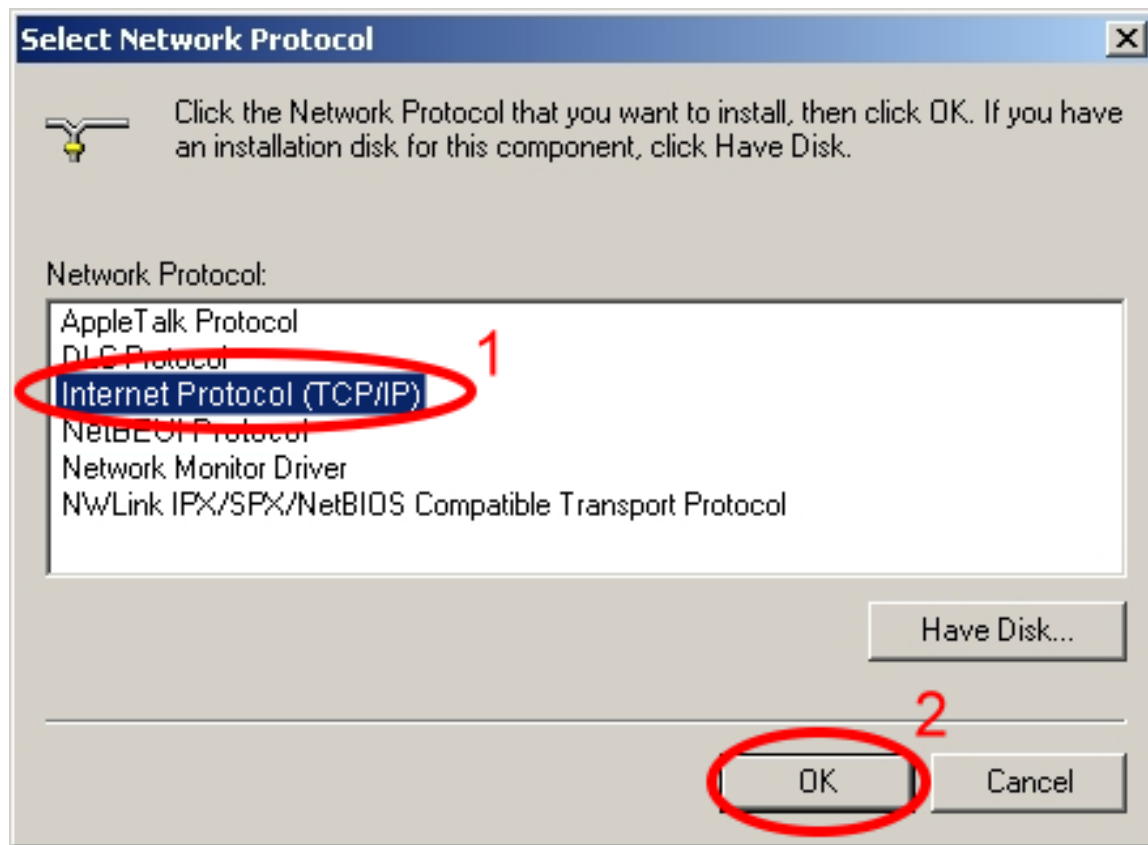 Select Network Protocol
Click the Network Protocol that you want to install, then click OK. If you have
an installation disk for this component, click Have Disk.
Network Protocol:
AppleTalk Protocol
1
DLC Protocol
Internet Protocol (TCP/IP)
NetBEUI Protocol
Network Monitor Driver
NWLink IPX/SPX/NetBIOS Compatible Transport Protocol
Have Disk...
2
OK Cancel